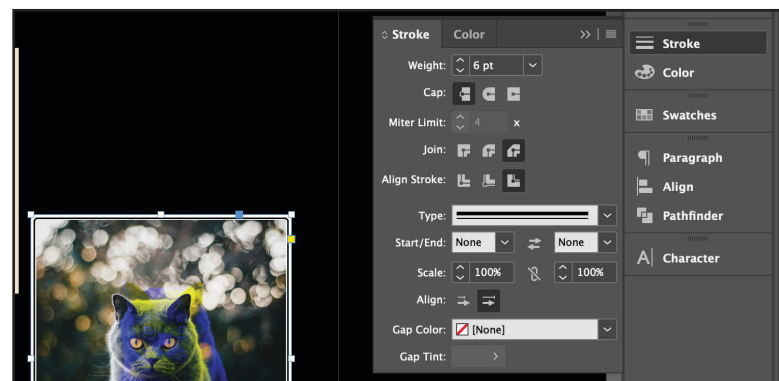 Stroke Color
Weight: 6 pt
Cap:
Miter Limit: 4 x
Join:
Align Stroke:
Type:
Start/End: None None
Scale: 100% 100%
Align:
Gap Color: [None]
Gap Tint:
Stroke
Color
Swatches
Paragraph
Align
Pathfinder
Character